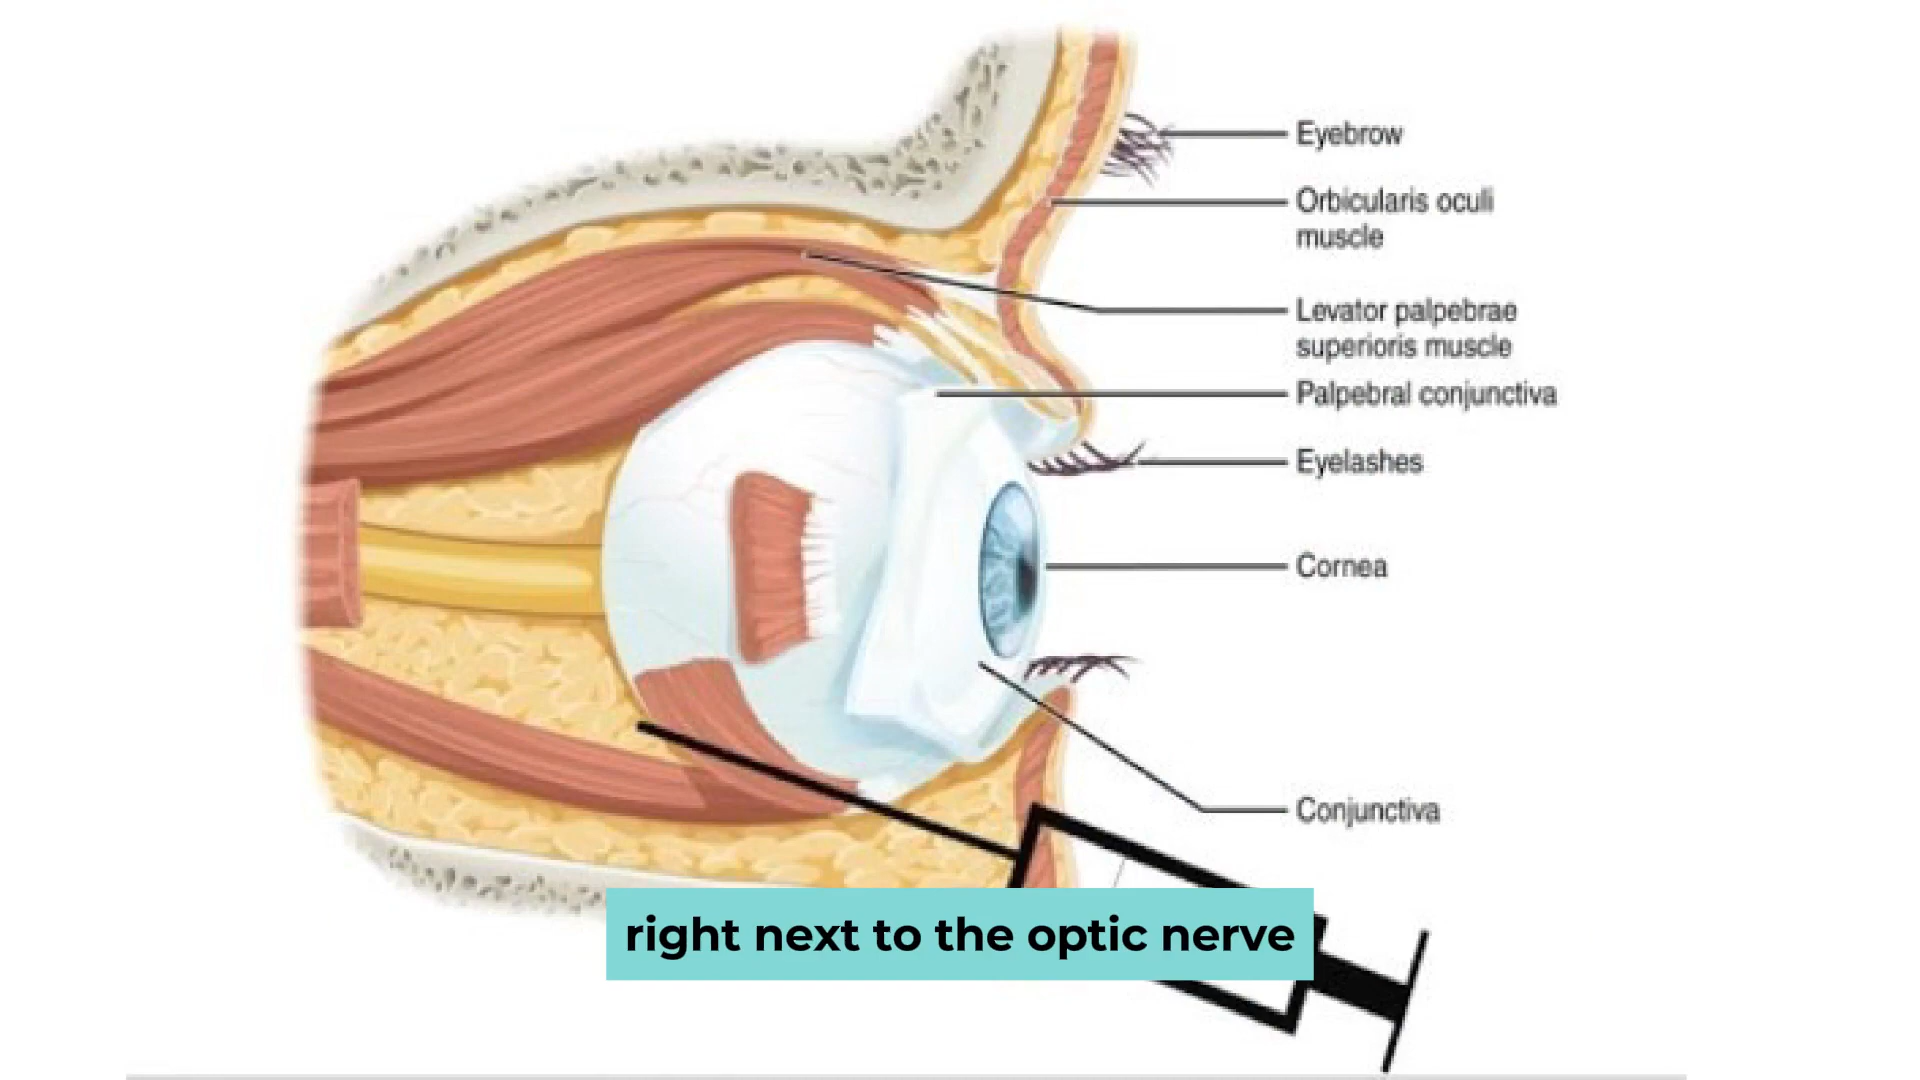 Eyebrow
Orbicularis oculi
muscle
Levator palpebrae
superioris muscle
Palpebral conjunctiva
Eyelashes
Cornea
Conjunctiva
right next to the optic nerve